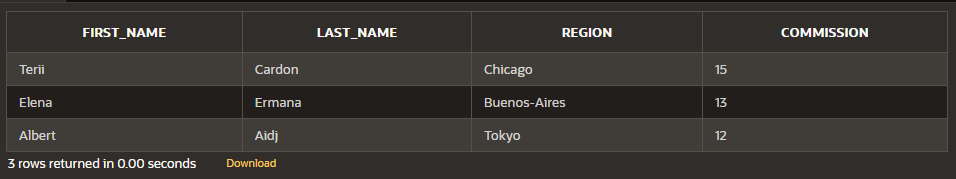 FIRST_NAME LAST_NAME REGION COMMISSION
Terii Cardon Chicago 15
Elena Ermana Buenos-Aires 13
Albert Aidj Tokyo 12
3 rows returned in 0.00 seconds Download